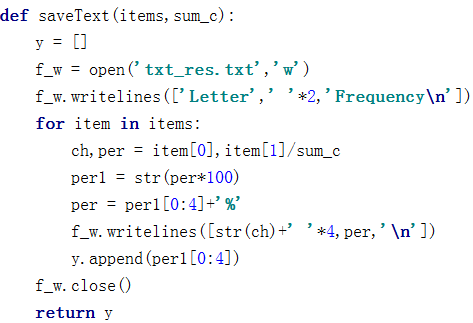 def saveText(items,sum_c):
    y = []
    f_w = open('txt_res.txt','w')
    f_w.writelines(['Letter',' '*2,'Frequency\n'])
    for item in items:
        ch,per = item[0],item[1]/sum_c
        per1 = str(per*100)
        per = per1[0:4]+'%'
        f_w.writelines([str(ch)+' '*4,per,'\n'])
        y.append(per1[0:4])
    f_w.close()
    return y